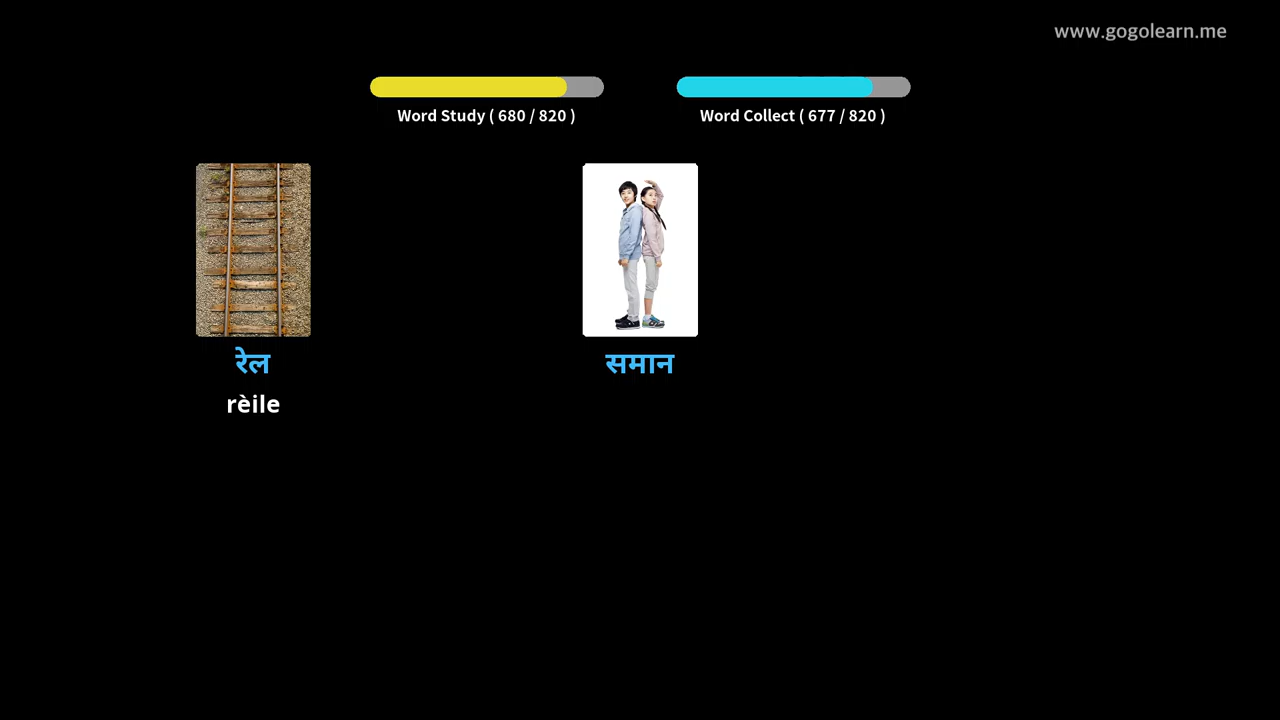 www.gogolearn.me
Word Study ( 680 / 820 )
Word Collect ( 677 / 820 )
रेल
समान
rèile